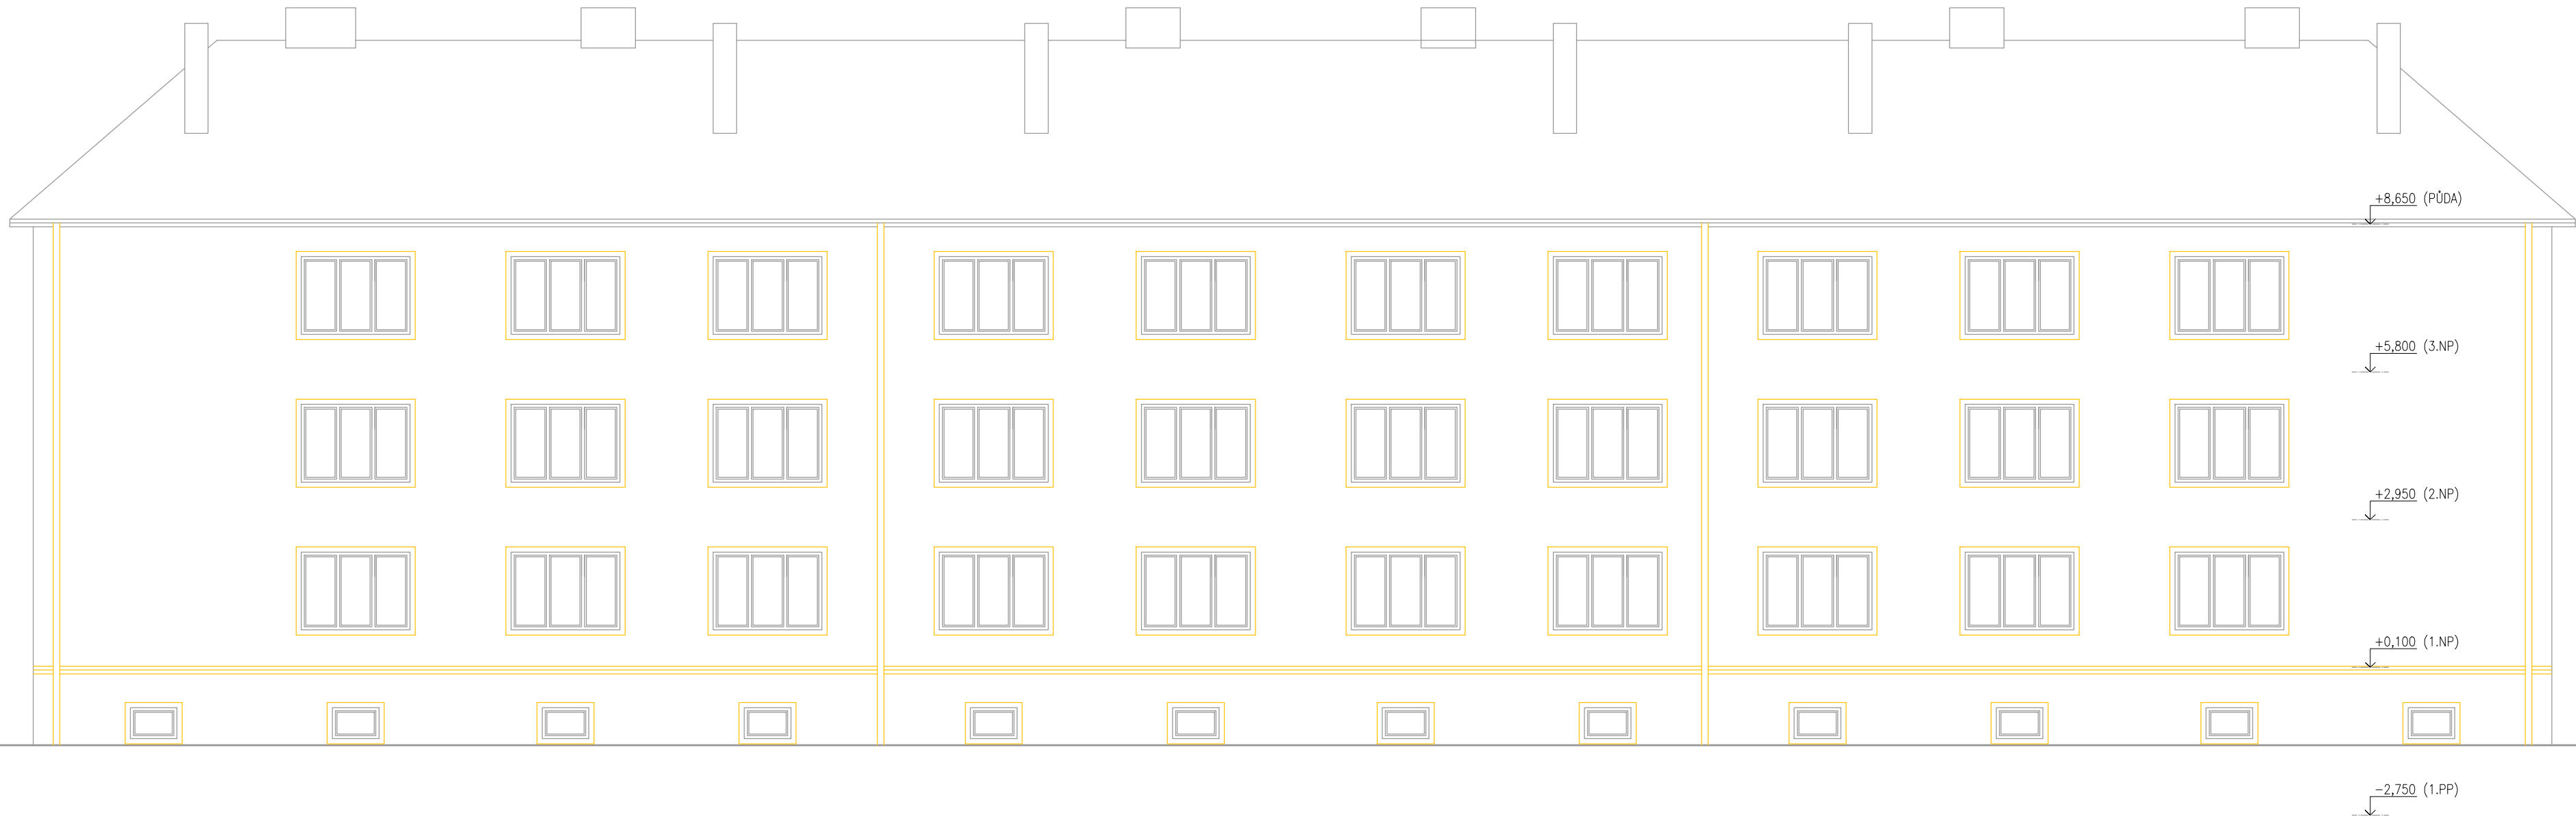 +8,650 (PŮDA)
+5,800 (3.NP)
+2,950 (2.NP)
+0,100 (1.NP)
−2,750 (1.PP)